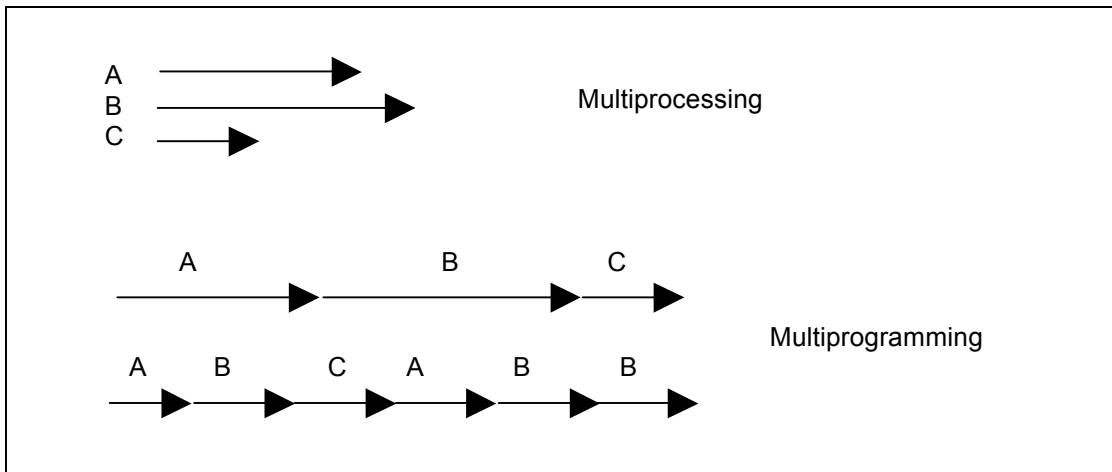 A
B
C
Multiprocessing
A B C
Multiprogramming
A B C A B B